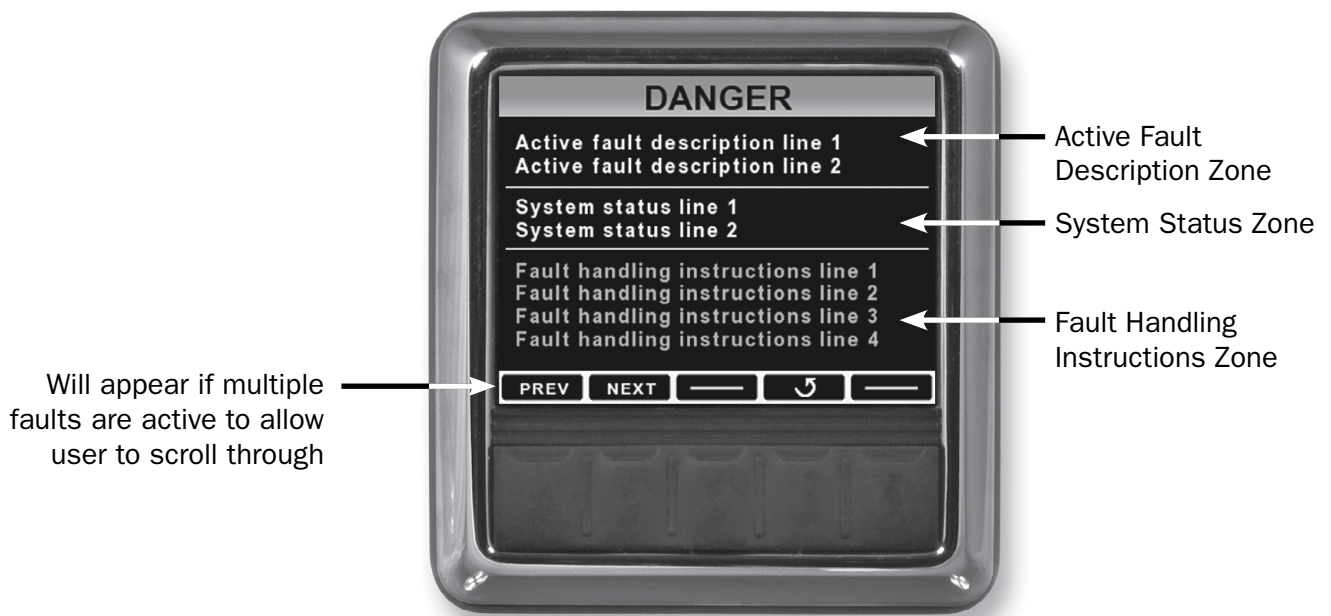 DANGER
Active fault description line 1
Active fault description line 2
System status line 1
System status line 2
Fault handling instructions line 1
Fault handling instructions line 2
Fault handling instructions line 3
Fault handling instructions line 4
PREV NEXT
Active Fault
Description Zone
System Status Zone
Fault Handling
Instructions Zone
Will appear if multiple
faults are active to allow
user to scroll through